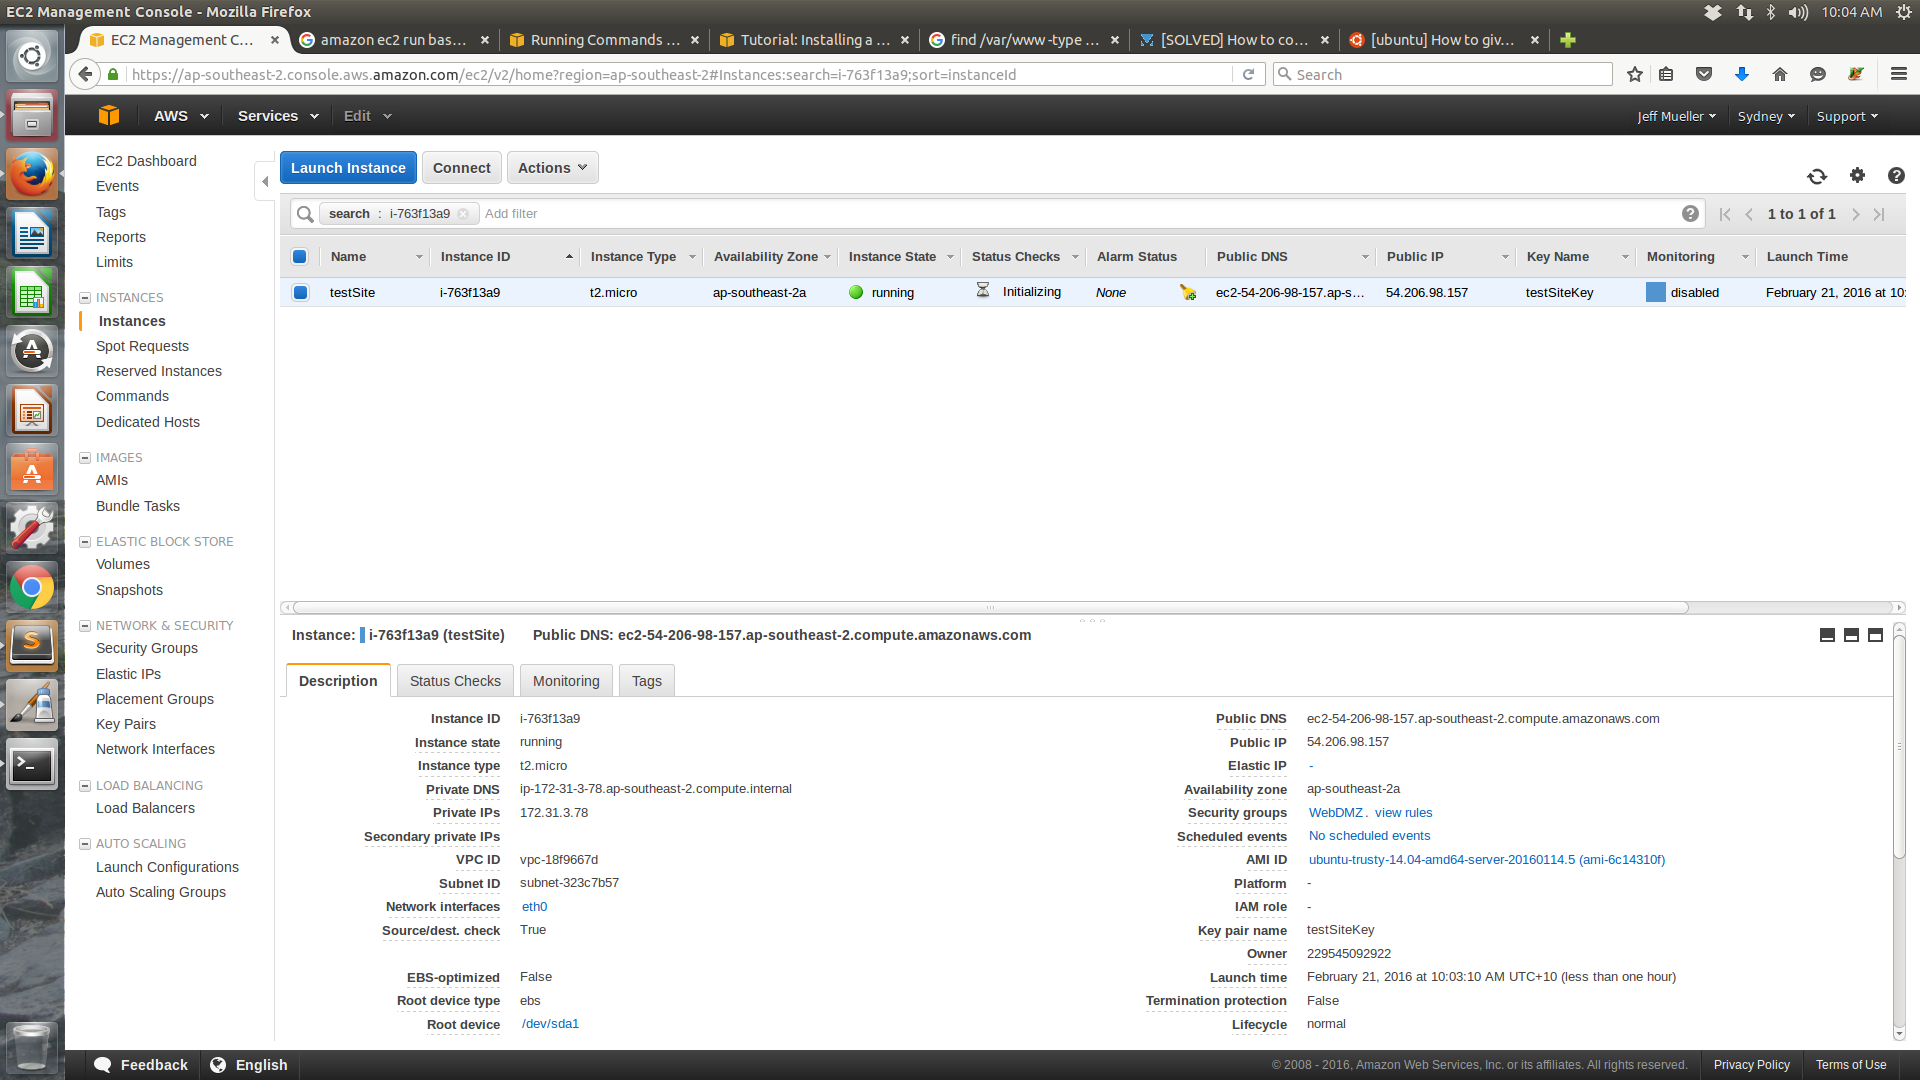 EC2 Management Console - Mozilla Firefox
10:04 AM
EC2 Management C...
amazon ec2 run bas...
Running Commands ...
Tutorial: Installing a ...
find /var/www -type ...
[SOLVED] How to co...
[ubuntu] How to giv...
https://ap-southeast-2.console.aws.amazon.com/ec2/v2/home?region=ap-southeast-2#Instances:search=i-763f13a9;sort=instanceId
Search
AWS
Services
Edit
Jeff Mueller
Sydney
Support
EC2 Dashboard
Events
Tags
Reports
Limits
INSTANCES
Instances
Spot Requests
Reserved Instances
Commands
Dedicated Hosts
IMAGES
AMIs
Bundle Tasks
ELASTIC BLOCK STORE
Volumes
Snapshots
NETWORK & SECURITY
Security Groups
Elastic IPs
Placement Groups
Key Pairs
Network Interfaces
LOAD BALANCING
Load Balancers
AUTO SCALING
Launch Configurations
Auto Scaling Groups
Launch Instance
Connect
Actions
search : i-763f13a9
Add filter
1 to 1 of 1
Name Instance ID Instance Type Availability Zone Instance State Status Checks Alarm Status Public DNS Public IP Key Name Monitoring Launch Time
testSite i-763f13a9 t2.micro ap-southeast-2a running Initializing None ec2-54-206-98-157.ap-s... 54.206.98.157 testSiteKey disabled February 21, 2016 at 10:
Instance: i-763f13a9 (testSite) Public DNS: ec2-54-206-98-157.ap-southeast-2.compute.amazonaws.com
Description
Status Checks
Monitoring
Tags
Instance ID i-763f13a9
Instance state running
Instance type t2.micro
Private DNS ip-172-31-3-78.ap-southeast-2.compute.internal
Private IPs 172.31.3.78
Secondary private IPs
VPC ID vpc-18f9667d
Subnet ID subnet-323c7b57
Network interfaces eth0
Source/dest. check True
EBS-optimized False
Root device type ebs
Root device /dev/sda1
Public DNS ec2-54-206-98-157.ap-southeast-2.compute.amazonaws.com
Public IP 54.206.98.157
Elastic IP -
Availability zone ap-southeast-2a
Security groups WebDMZ. view rules
Scheduled events No scheduled events
AMI ID ubuntu-trusty-14.04-amd64-server-20160114.5 (ami-6c14310f)
Platform -
IAM role -
Key pair name testSiteKey
Owner 229545092922
Launch time February 21, 2016 at 10:03:10 AM UTC+10 (less than one hour)
Termination protection False
Lifecycle normal
Feedback
English
© 2008 - 2016, Amazon Web Services, Inc. or its affiliates. All rights reserved.
Privacy Policy
Terms of Use